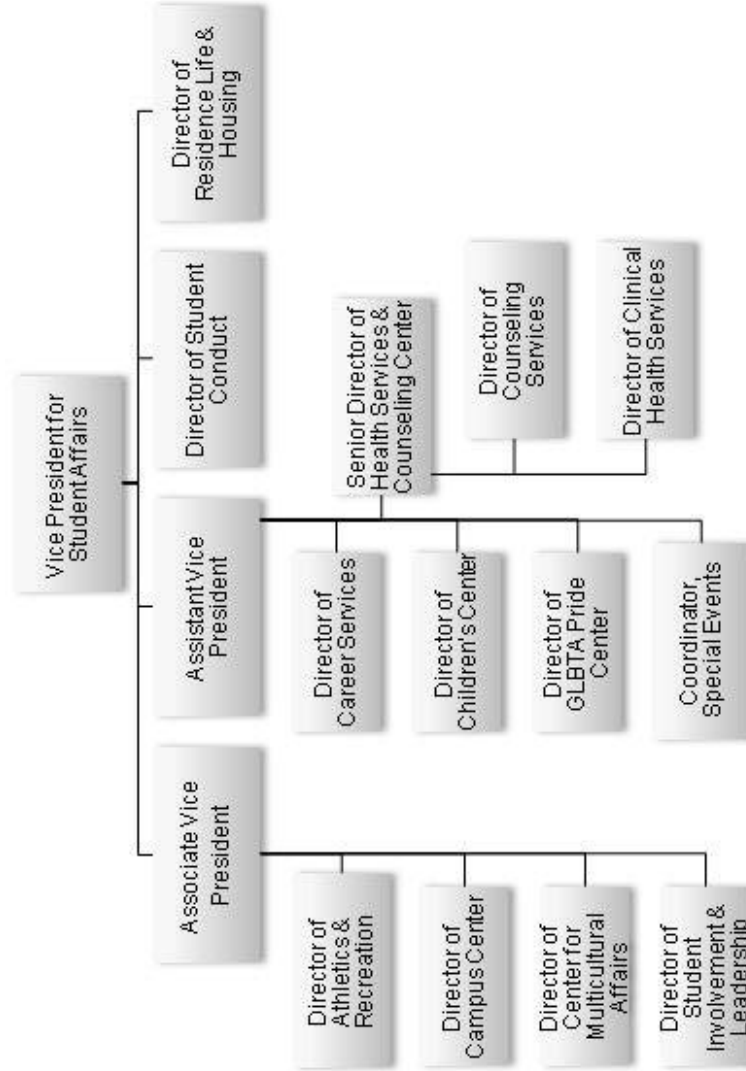 Vice President for
Student Affairs
Associate Vice
President
Assistant Vice
President
Director of Student
Conduct
Director of
Residence Life &
Housing
Director of
Athletics &
Recreation
Director of
Campus Center
Director of
Center for
Multicultural
Affairs
Director of
Student
Involvement &
Leadership
Director of
Career Services
Director of
Children's Center
Director of
GLBTA Pride
Center
Coordinator,
Special Events
Senior Director of
Health Services &
Counseling Center
Director of
Counseling
Services
Director of Clinical
Health Services